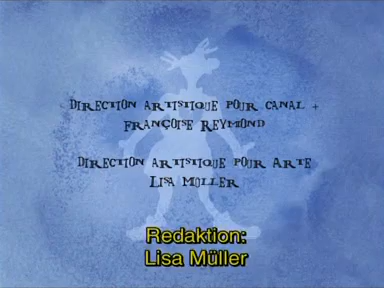 Direction artistique pour canal +
Françoise Reymond
Direction artistique pour Arte
Lisa Müller
Redaktion:
Lisa Müller